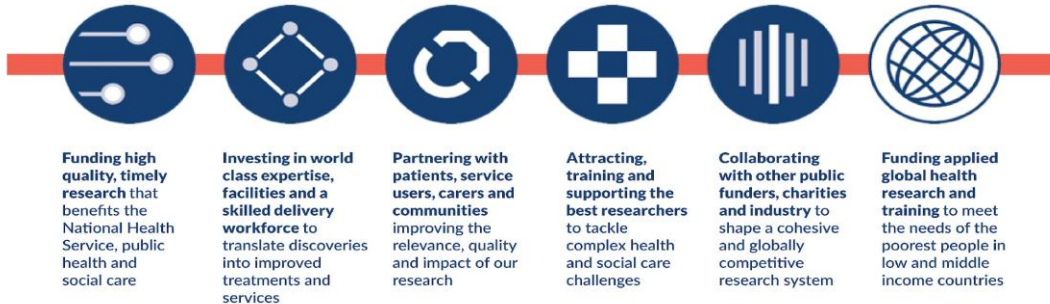 Funding high
quality, timely
research that
benefits the
National Health
Service, public
health and
social care
Investing in world
class expertise,
facilities and a
skilled delivery
workforce to
translate discoveries
into improved
treatments and
services
Partnering with
patients, service
users, carers and
communities
improving the
relevance, quality
and impact of our
research
Attracting,
training and
supporting the
best researchers
to tackle
complex health
and social care
challenges
Collaborating
with other public
funders, charities
and industry to
shape a cohesive
and globally
competitive
research system
Funding applied
global health
research and
training to meet
the needs of the
poorest people in
low and middle
income countries